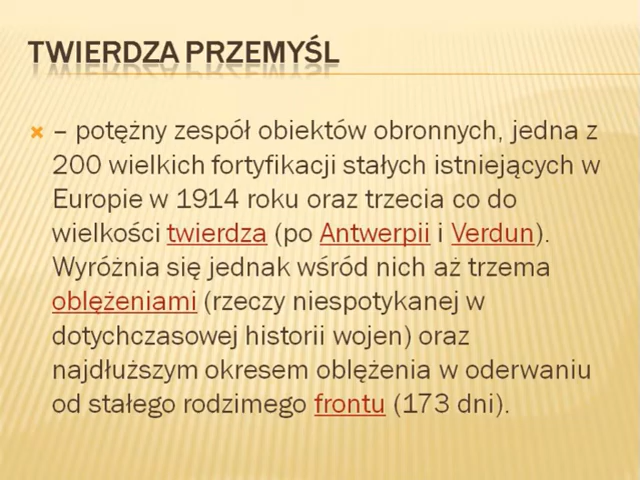 TWIERDZA PRZEMYŚL
– potężny zespół obiektów obronnych, jedna z
200 wielkich fortyfikacji stałych istniejących w
Europie w 1914 roku oraz trzecia co do
wielkości twierdza (po Antwerpii i Verdun).
Wyróżnia się jednak wśród nich aż trzema
oblężeniami (rzeczy niespotykanej w
dotychczasowej historii wojen) oraz
najdłuższym okresem oblężenia w oderwaniu
od stałego rodzimego frontu (173 dni).